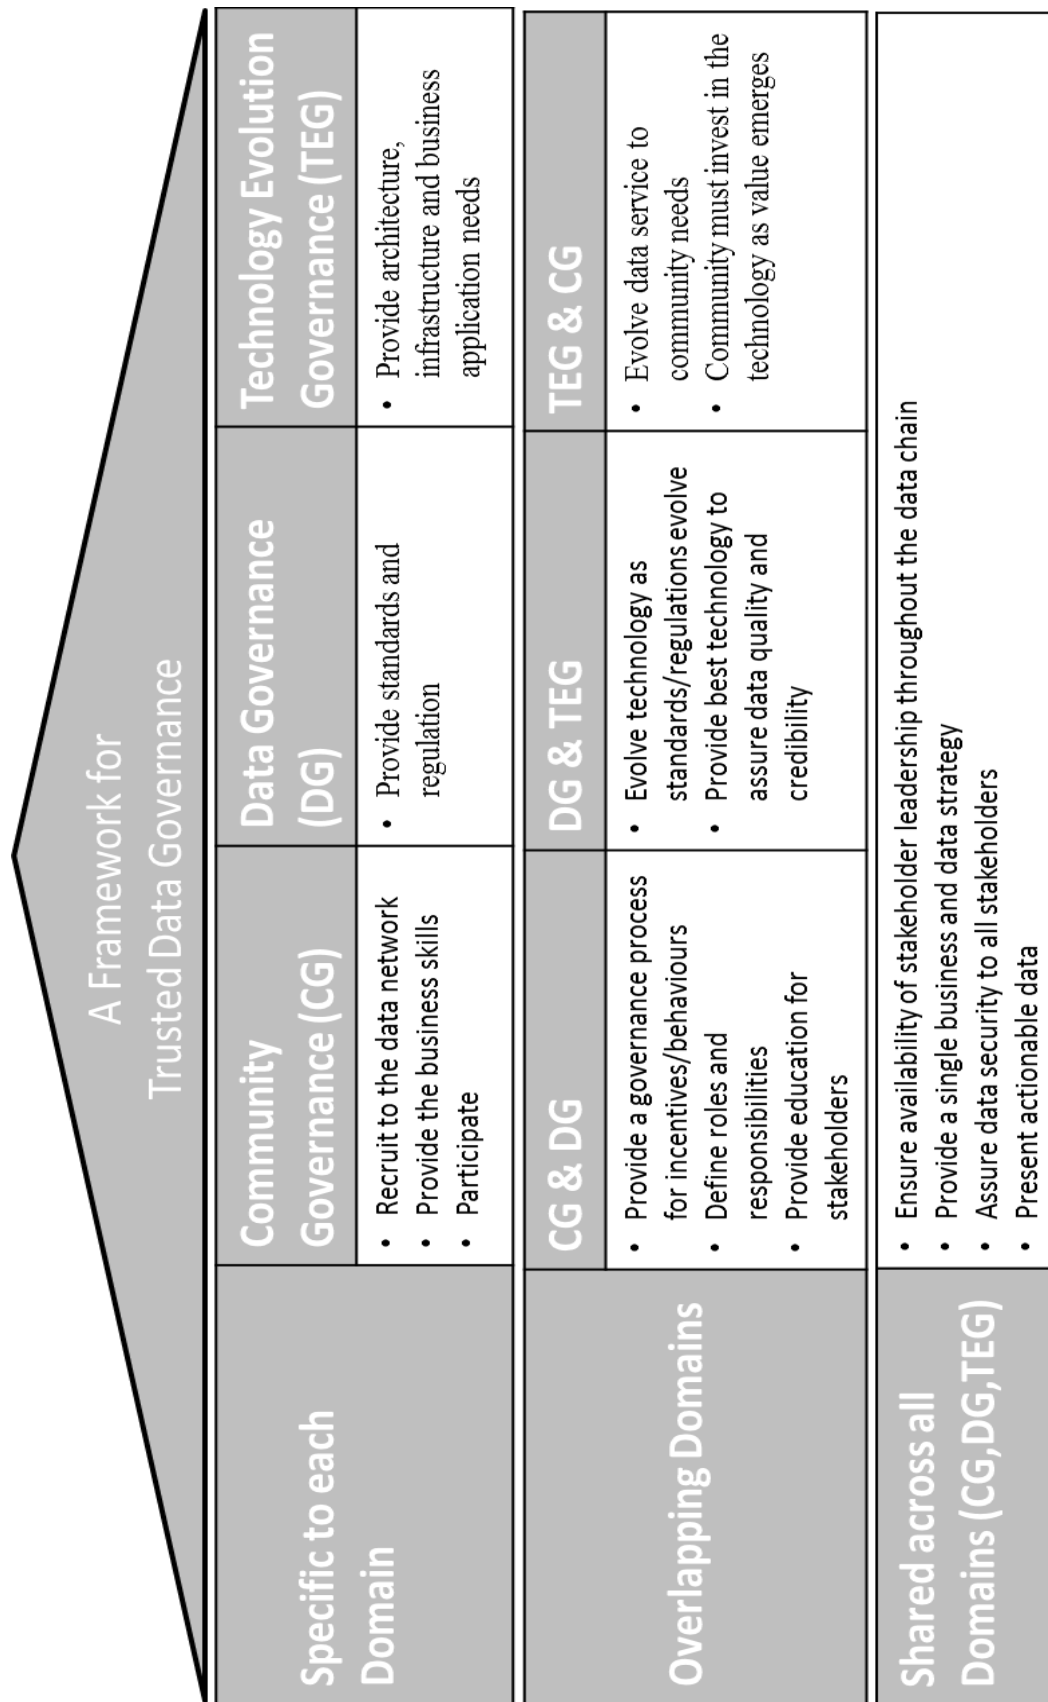 A Framework for
Trusted Data Governance
Specific to each
Domain
Community
Governance (CG)
• Recruit to the data network
• Provide the business skills
• Participate
Data Governance
(DG)
• Provide standards and
regulation
Technology Evolution
Governance (TEG)
• Provide architecture,
infrastructure and business
application needs
Overlapping Domains
CG & DG
• Provide a governance process
for incentives/behaviours
• Define roles and
responsibilities
• Provide education for
stakeholders
DG & TEG
• Evolve technology as
standards/regulations evolve
• Provide best technology to
assure data quality and
credibility
TEG & CG
• Evolve data service to
community needs
• Community must invest in the
technology as value emerges
Shared across all
Domains (CG,DG,TEG)
• Ensure availability of stakeholder leadership throughout the data chain
• Provide a single business and data strategy
• Assure data security to all stakeholders
• Present actionable data